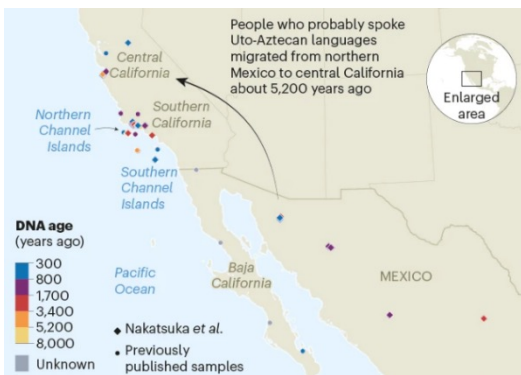 People who probably spoke
Uto-Aztecan languages
migrated from northern
Mexico to central California
about 5,200 years ago
Enlarged
area
Central
California
Southern
California
Northern
Channel
Islands
Southern
Channel
Islands
DNA age
(years ago)
300
800
1,700
3,400
5,200
8,000
Unknown
Pacific
Ocean
Baja
California
MEXICO
Nakatsuka et al.
Previously
published samples